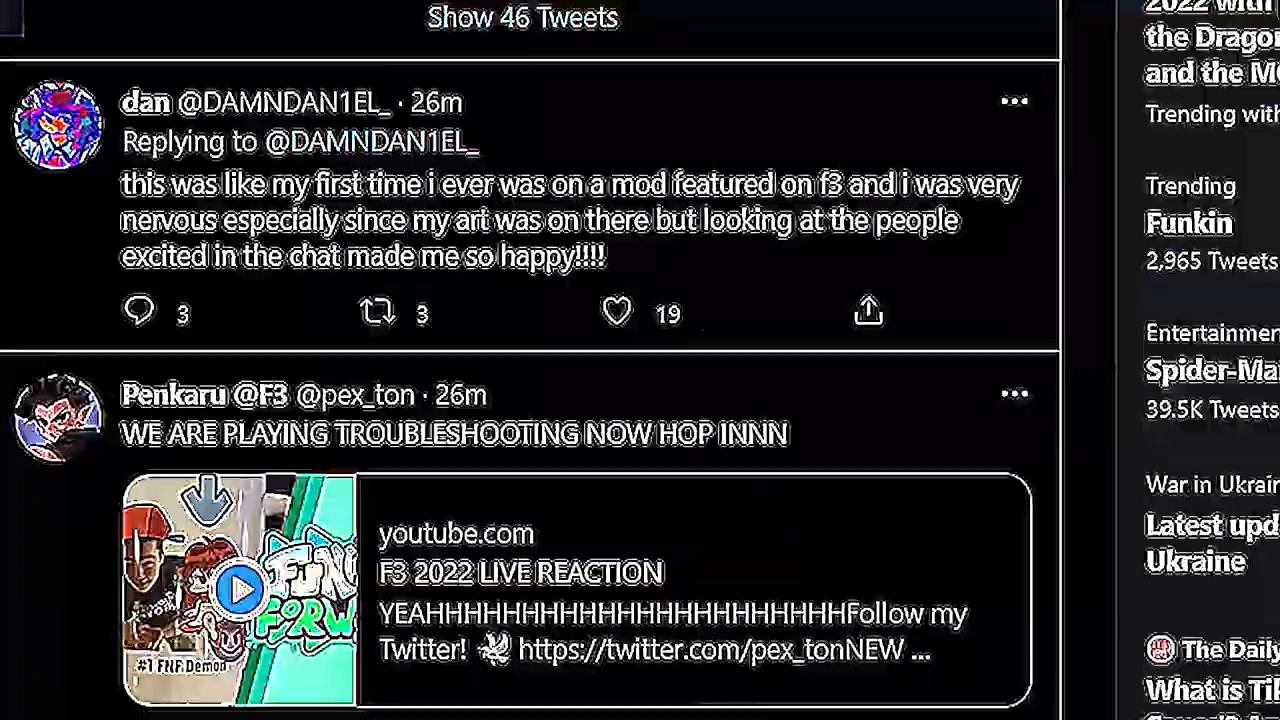 Show 46 Tweets
dan @DAMNDAN1EL_ · 26m
Replying to @DAMNDAN1EL_
this was like my first time i ever was on a mod featured on f3 and i was very
nervous especially since my art was on there but looking at the people
excited in the chat made me so happy!!!!
3 3 19
Penkaru @F3 @pex_ton · 26m
WE ARE PLAYING TROUBLESHOOTING NOW HOP INNN
#1 FNF Demon
youtube.com
F3 2022 LIVE REACTION
YEAHHHHHHHHHHHHHHHHHHHHHHHFollow my
Twitter! 🕊 https://twitter.com/pex_tonNEW ...
2022 with
the Dragon
and the M
Trending with
Trending
Funkin
2,965 Tweets
Entertainmen
Spider-Ma
39.5K Tweets
War in Ukrain
Latest upd
Ukraine
The Daily
What is Ti